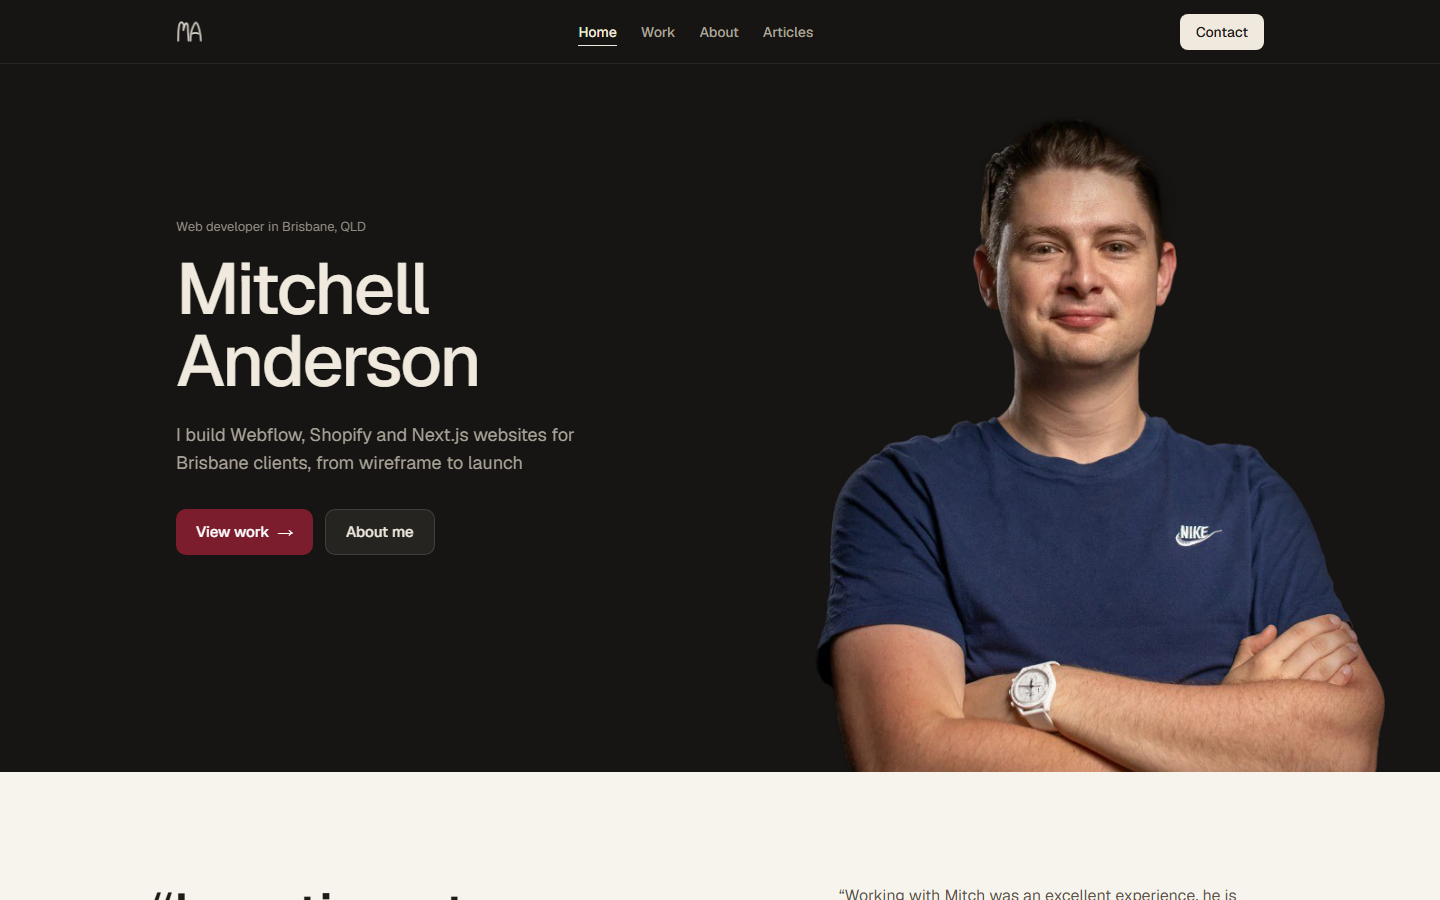 MA
Home Work About Articles
Contact
Web developer in Brisbane, QLD
Mitchell
Anderson
I build Webflow, Shopify and Next.js websites for
Brisbane clients, from wireframe to launch
View work →
About me
NIKE
“Working with Mitch was an excellent experience, he is